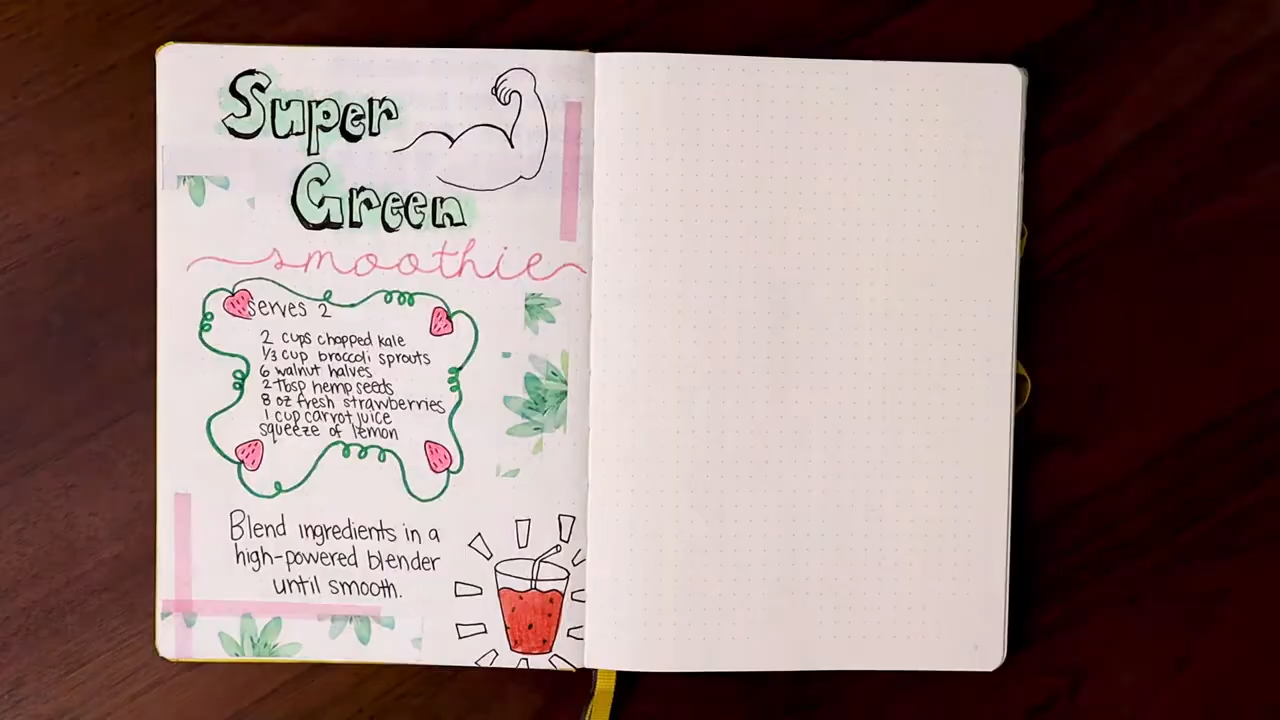 Super
Green
smoothie
serves 2
2 cups chopped kale
1/3 cup broccoli sprouts
6 walnut halves
2 tbsp hemp seeds
8 oz fresh strawberries
1 cup carrot juice
squeeze of lemon
Blend ingredients in a
high-powered blender
until smooth.